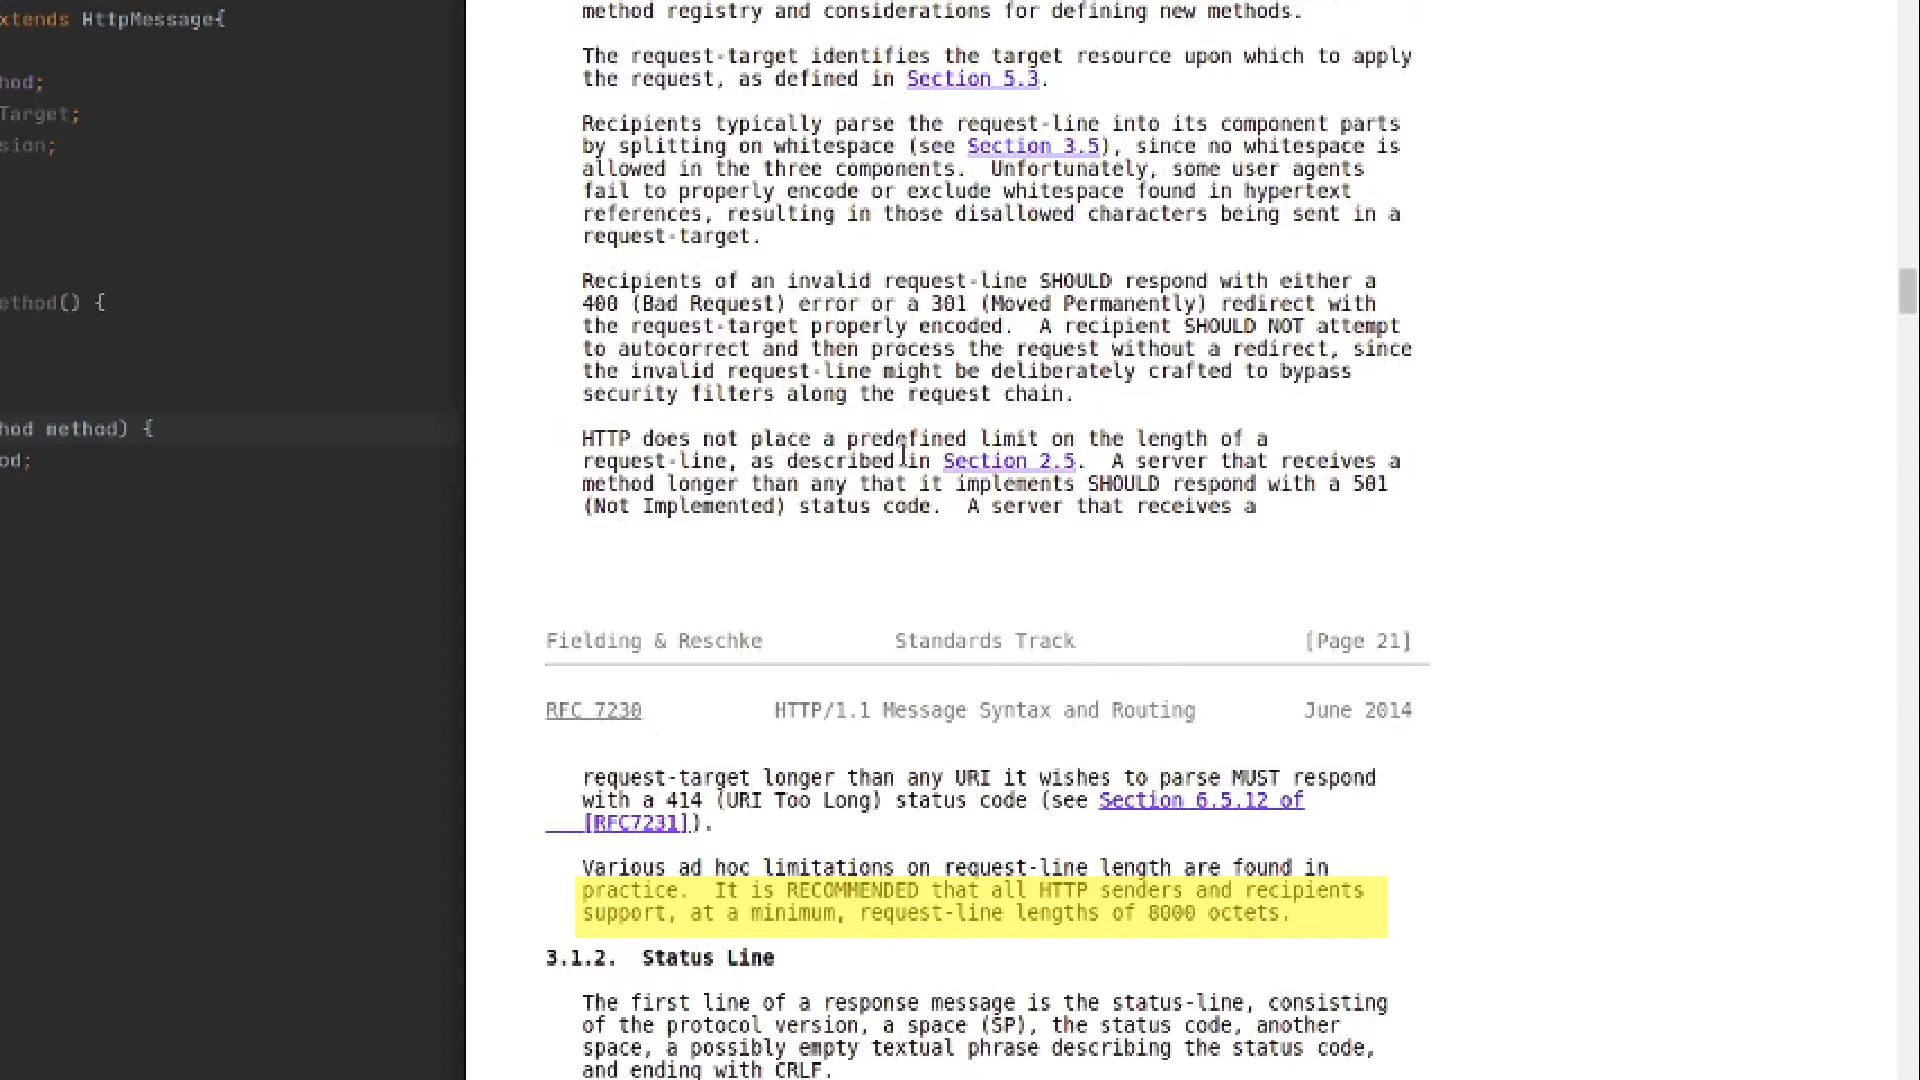 xtends HttpMessage{
hod;
Target;
sion;
ethod() {
hod method) {
od;
method registry and considerations for defining new methods.
The request-target identifies the target resource upon which to apply
the request, as defined in Section 5.3.
Recipients typically parse the request-line into its component parts
by splitting on whitespace (see Section 3.5), since no whitespace is
allowed in the three components.  Unfortunately, some user agents
fail to properly encode or exclude whitespace found in hypertext
references, resulting in those disallowed characters being sent in a
request-target.
Recipients of an invalid request-line SHOULD respond with either a
400 (Bad Request) error or a 301 (Moved Permanently) redirect with
the request-target properly encoded.  A recipient SHOULD NOT attempt
to autocorrect and then process the request without a redirect, since
the invalid request-line might be deliberately crafted to bypass
security filters along the request chain.
HTTP does not place a predefined limit on the length of a
request-line, as described in Section 2.5.  A server that receives a
method longer than any that it implements SHOULD respond with a 501
(Not Implemented) status code.  A server that receives a
Fielding & Reschke Standards Track [Page 21]
RFC 7230 HTTP/1.1 Message Syntax and Routing June 2014
request-target longer than any URI it wishes to parse MUST respond
with a 414 (URI Too Long) status code (see Section 6.5.12 of
[RFC7231]).
Various ad hoc limitations on request-line length are found in
practice.  It is RECOMMENDED that all HTTP senders and recipients
support, at a minimum, request-line lengths of 8000 octets.
3.1.2.  Status Line
The first line of a response message is the status-line, consisting
of the protocol version, a space (SP), the status code, another
space, a possibly empty textual phrase describing the status code,
and ending with CRLF.